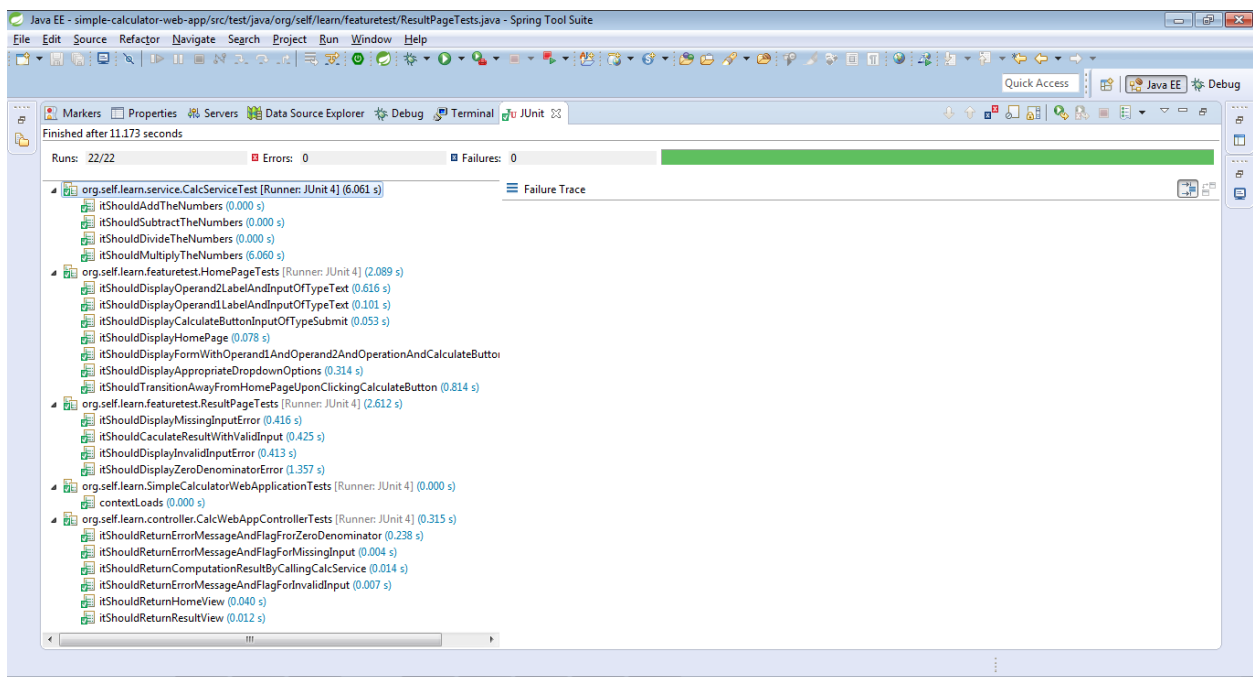 Java EE - simple-calculator-web-app/src/test/java/org/self/learn/featuretest/ResultPageTests.java - Spring Tool Suite
File Edit Source Refactor Navigate Search Project Run Window Help
Quick Access Java EE Debug
Markers Properties Servers Data Source Explorer Debug Terminal JUnit
Finished after 11.173 seconds
Runs: 22/22 Errors: 0 Failures: 0
org.self.learn.service.CalcServiceTest [Runner: JUnit 4] (6.061 s) Failure Trace
itShouldAddTheNumbers (0.000 s)
itShouldSubtractTheNumbers (0.000 s)
itShouldDivideTheNumbers (0.000 s)
itShouldMultiplyTheNumbers (6.060 s)
org.self.learn.featuretest.HomePageTests [Runner: JUnit 4] (2.089 s)
itShouldDisplayOperand2LabelAndInputOfTypeText (0.616 s)
itShouldDisplayOperand1LabelAndInputOfTypeText (0.101 s)
itShouldDisplayCalculateButtonInputOfTypeSubmit (0.053 s)
itShouldDisplayHomePage (0.078 s)
itShouldDisplayFormWithOperand1AndOperand2AndOperationAndCalculateButto
itShouldDisplayAppropriateDropdownOptions (0.314 s)
itShouldTransitionAwayFromHomePageUponClickingCalculateButton (0.814 s)
org.self.learn.featuretest.ResultPageTests [Runner: JUnit 4] (2.612 s)
itShouldDisplayMissingInputError (0.416 s)
itShouldCaculateResultWithValidInput (0.425 s)
itShouldDisplayInvalidInputError (0.413 s)
itShouldDisplayZeroDenominatorError (1.357 s)
org.self.learn.SimpleCalculatorWebApplicationTests [Runner: JUnit 4] (0.000 s)
contextLoads (0.000 s)
org.self.learn.controller.CalcWebAppControllerTests [Runner: JUnit 4] (0.315 s)
itShouldReturnErrorMessageAndFlagFrorZeroDenominator (0.238 s)
itShouldReturnErrorMessageAndFlagForMissingInput (0.004 s)
itShouldReturnComputationResultByCallingCalcService (0.014 s)
itShouldReturnErrorMessageAndFlagForInvalidInput (0.007 s)
itShouldReturnHomeView (0.040 s)
itShouldReturnResultView (0.012 s)